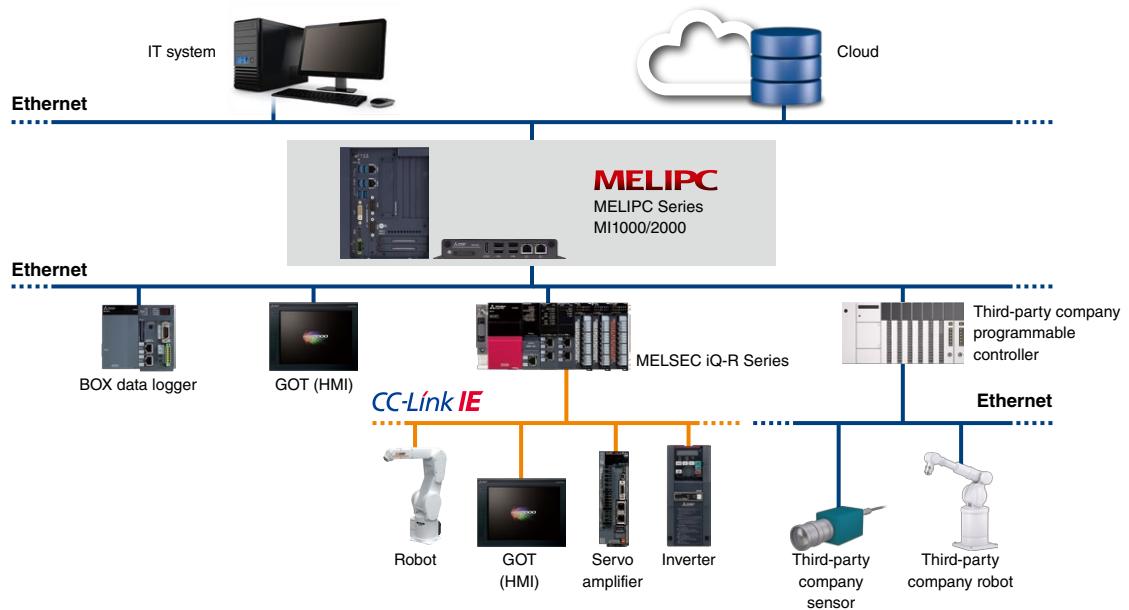 IT system
Cloud
Ethernet
MELIPC
MELIPC Series
MI1000/2000
Ethernet
BOX data logger
GOT (HMI)
MELSEC iQ-R Series
Third-party company
programmable
controller
CC-Link IE
Ethernet
Robot
GOT
(HMI)
Servo
amplifier
Inverter
Third-party
company
sensor
Third-party
company robot